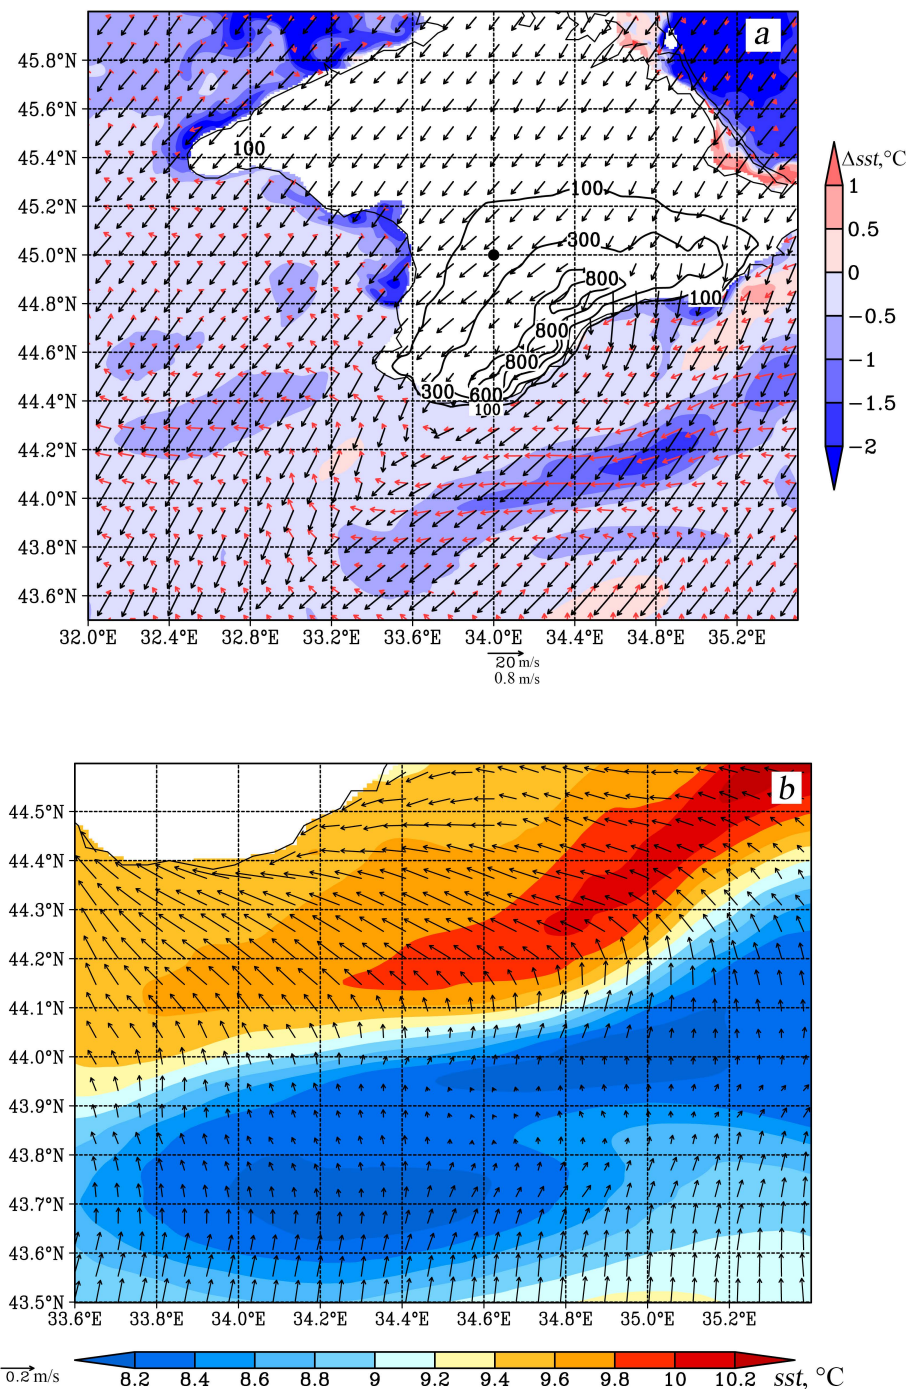 a
45.8°N
45.6°N
45.4°N
45.2°N
45.0°N
44.8°N
44.6°N
44.4°N
44.2°N
44.0°N
43.8°N
43.6°N
100
100
300
800
100
800
800
300
600
100
32.0°E 32.4°E 32.8°E 33.2°E 33.6°E 34.0°E 34.4°E 34.8°E 35.2°E
20 m/s
0.8 m/s
Δsst,°C
1
0.5
0
−0.5
−1
−1.5
−2
b
44.5°N
44.4°N
44.3°N
44.2°N
44.1°N
44.0°N
43.9°N
43.8°N
43.7°N
43.6°N
43.5°N
33.6°E 33.8°E 34.0°E 34.2°E 34.4°E 34.6°E 34.8°E 35.0°E 35.2°E
0.2 m/s
8.2 8.4 8.6 8.8 9 9.2 9.4 9.6 9.8 10 10.2 sst, °C